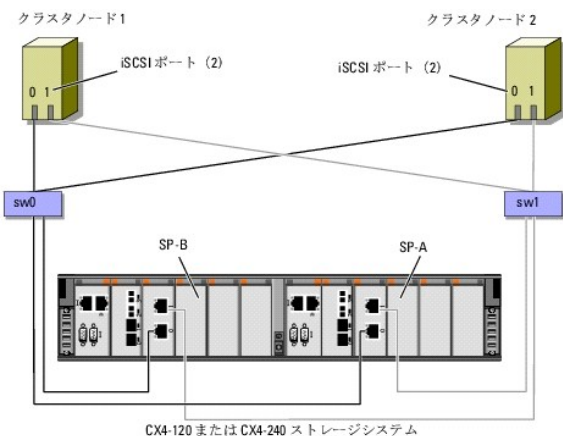 クラスタノード1
クラスタノード2
iSCSI ポート (2)
iSCSI ポート (2)
0 1
0 1
sw0
sw1
SP-B
SP-A
CX4-120 または CX4-240 ストレージシステム